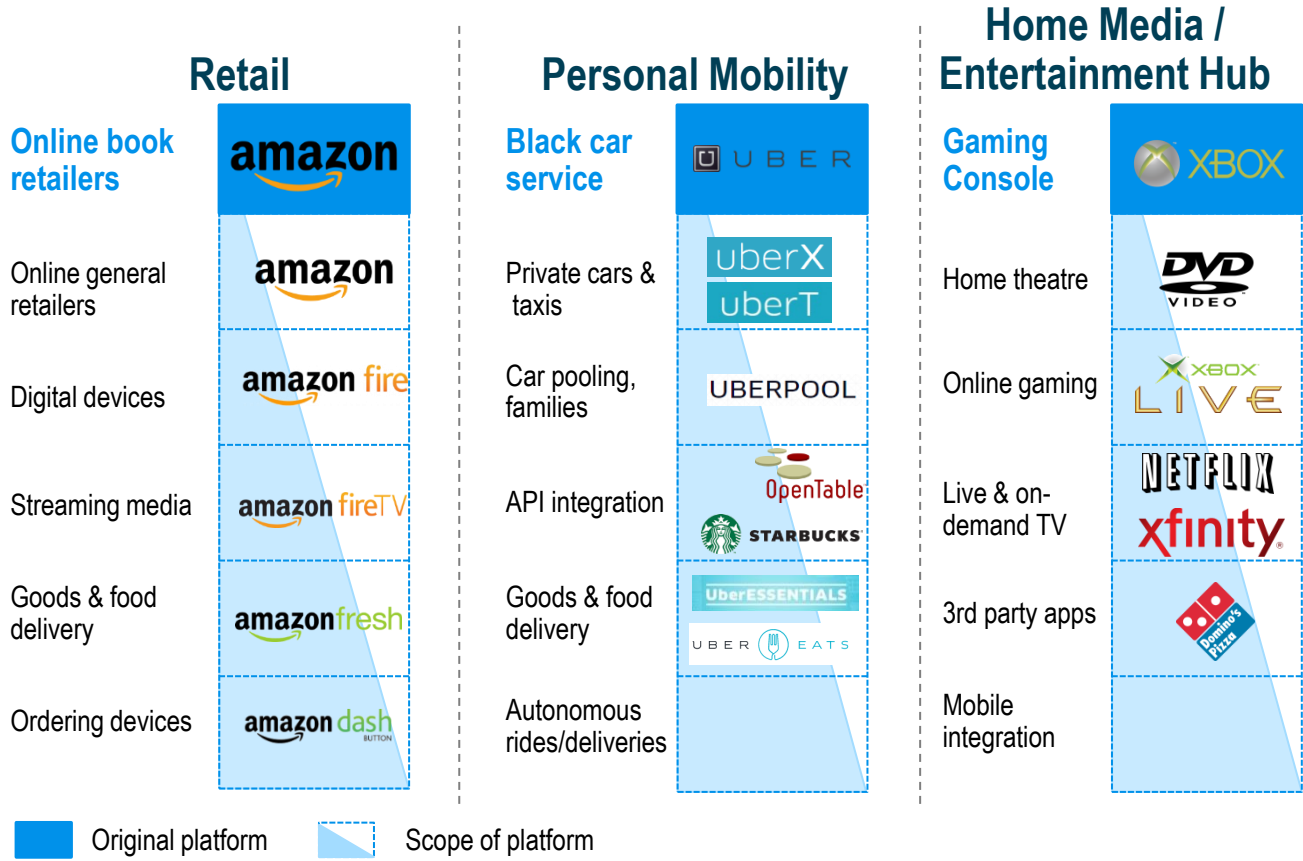 Retail
Online book
retailers
amazon
Online general
retailers
amazon
Digital devices
amazon fire
Streaming media
amazon fireTV
Goods & food
delivery
amazonfresh
Ordering devices
amazon dash
BUTTON
Personal Mobility
Black car
service
U UBER
Private cars &
taxis
uberX
uberT
Car pooling,
families
UBERPOOL
API integration
OpenTable
STARBUCKS
Goods & food
delivery
UberESSENTIALS
UBER EATS
Autonomous
rides/deliveries
Home Media /
Entertainment Hub
Gaming
Console
XBOX
Home theatre
DVD
VIDEO
Online gaming
XBOX
LIVE
Live & on-
demand TV
NETFLIX
xfinity
3rd party apps
Domino's
Pizza
Mobile
integration
Original platform
Scope of platform